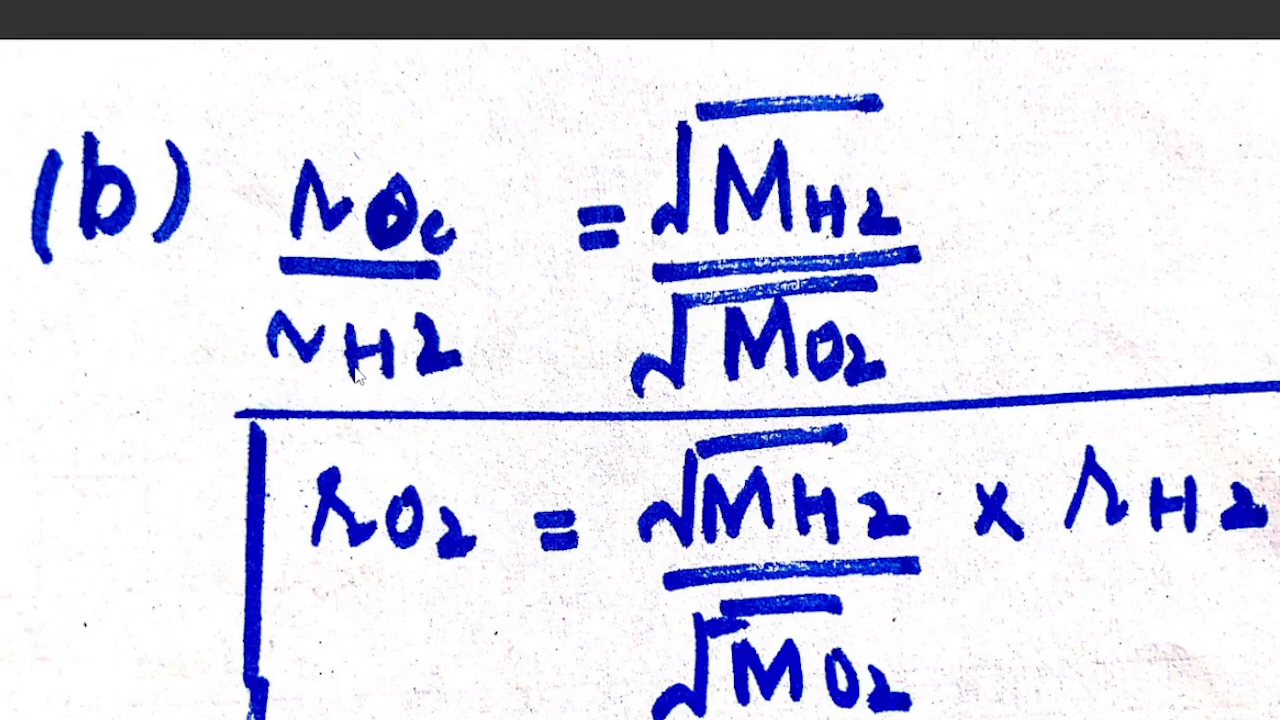 (b) rO2 = √MH2
rH2 √MO2
rO2 = √MH2 x rH2
√MO2